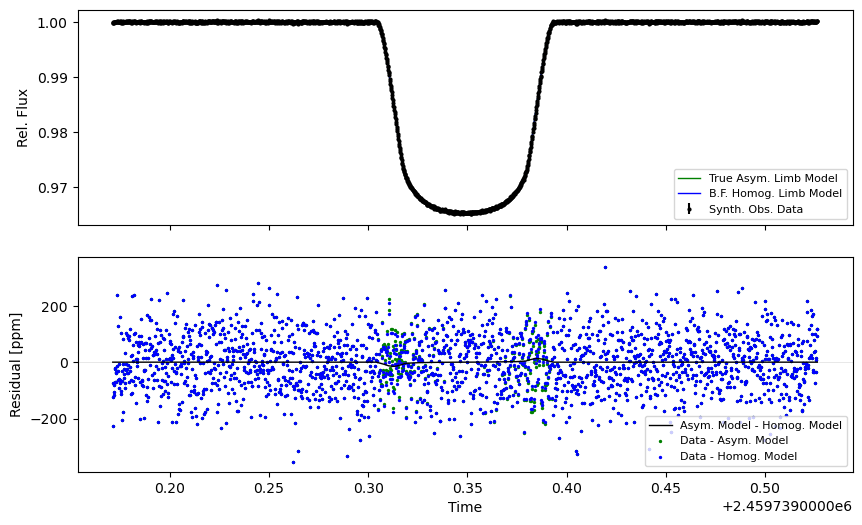 1.00
0.99
0.98
0.97
Rel. Flux
True Asym. Limb Model
B.F. Homog. Limb Model
Synth. Obs. Data
200
0
−200
Residual [ppm]
Asym. Model - Homog. Model
Data - Asym. Model
Data - Homog. Model
0.20 0.25 0.30 0.35 0.40 0.45 0.50
Time
+2.4597390000e6